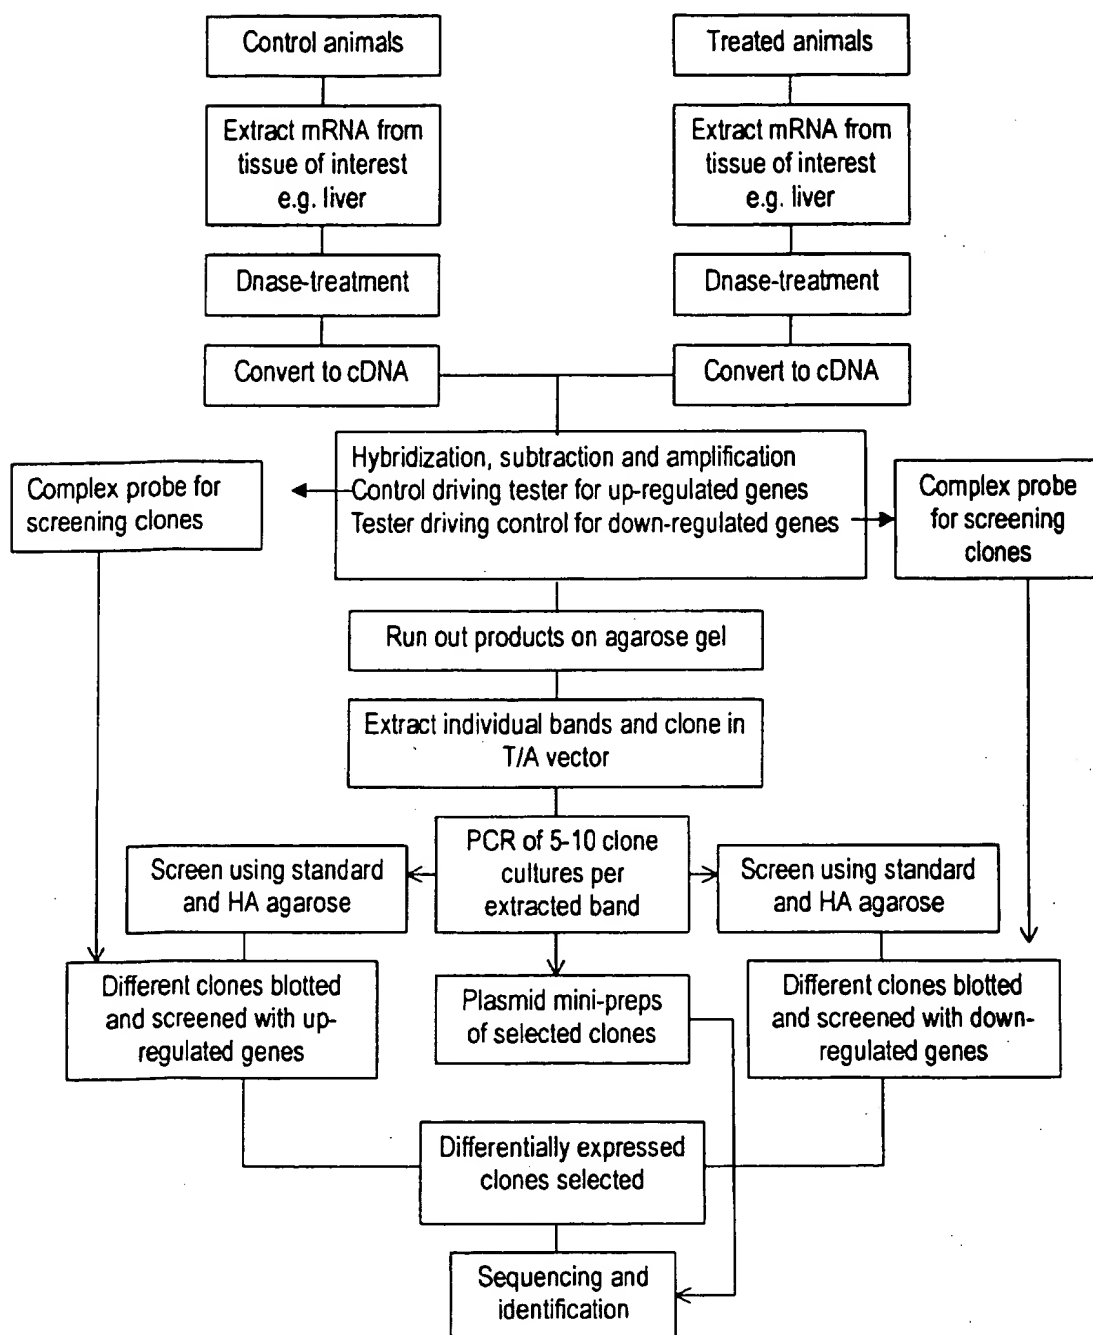 Control animals
Treated animals
Extract mRNA from
tissue of interest
e.g. liver
Extract mRNA from
tissue of interest
e.g. liver
Dnase-treatment
Dnase-treatment
Convert to cDNA
Convert to cDNA
Complex probe for
screening clones
Hybridization, subtraction and amplification
Control driving tester for up-regulated genes
Tester driving control for down-regulated genes
Complex probe
for screening
clones
Run out products on agarose gel
Extract individual bands and clone in
T/A vector
Screen using standard
and HA agarose
PCR of 5-10 clone
cultures per
extracted band
Screen using standard
and HA agarose
Different clones blotted
and screened with up-
regulated genes
Plasmid mini-preps
of selected clones
Different clones blotted
and screened with down-
regulated genes
Differentially expressed
clones selected
Sequencing and
identification